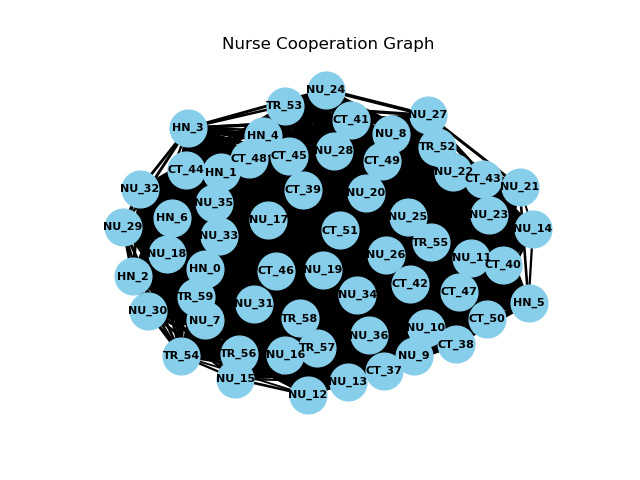 Nurse Cooperation Graph
NU_24
TR_53
NU_27
CT_41
HN_3
NU_8
HN_4
TR_52
NU_28
CT_45
CT_48
CT_49
CT_44
HN_1
NU_22
CT_43
NU_21
NU_32
CT_39
NU_20
NU_35
NU_23
NU_25
HN_6
NU_17
NU_29
NU_14
CT_51
NU_33
TR_55
NU_18
NU_26
NU_11
CT_40
HN_0
NU_19
CT_46
HN_2
CT_42
CT_47
NU_34
TR_59
HN_5
NU_31
NU_30
TR_58
CT_50
NU_7
NU_10
NU_36
CT_38
TR_57
TR_56
NU_16
TR_54
NU_9
CT_37
NU_15
NU_13
NU_12